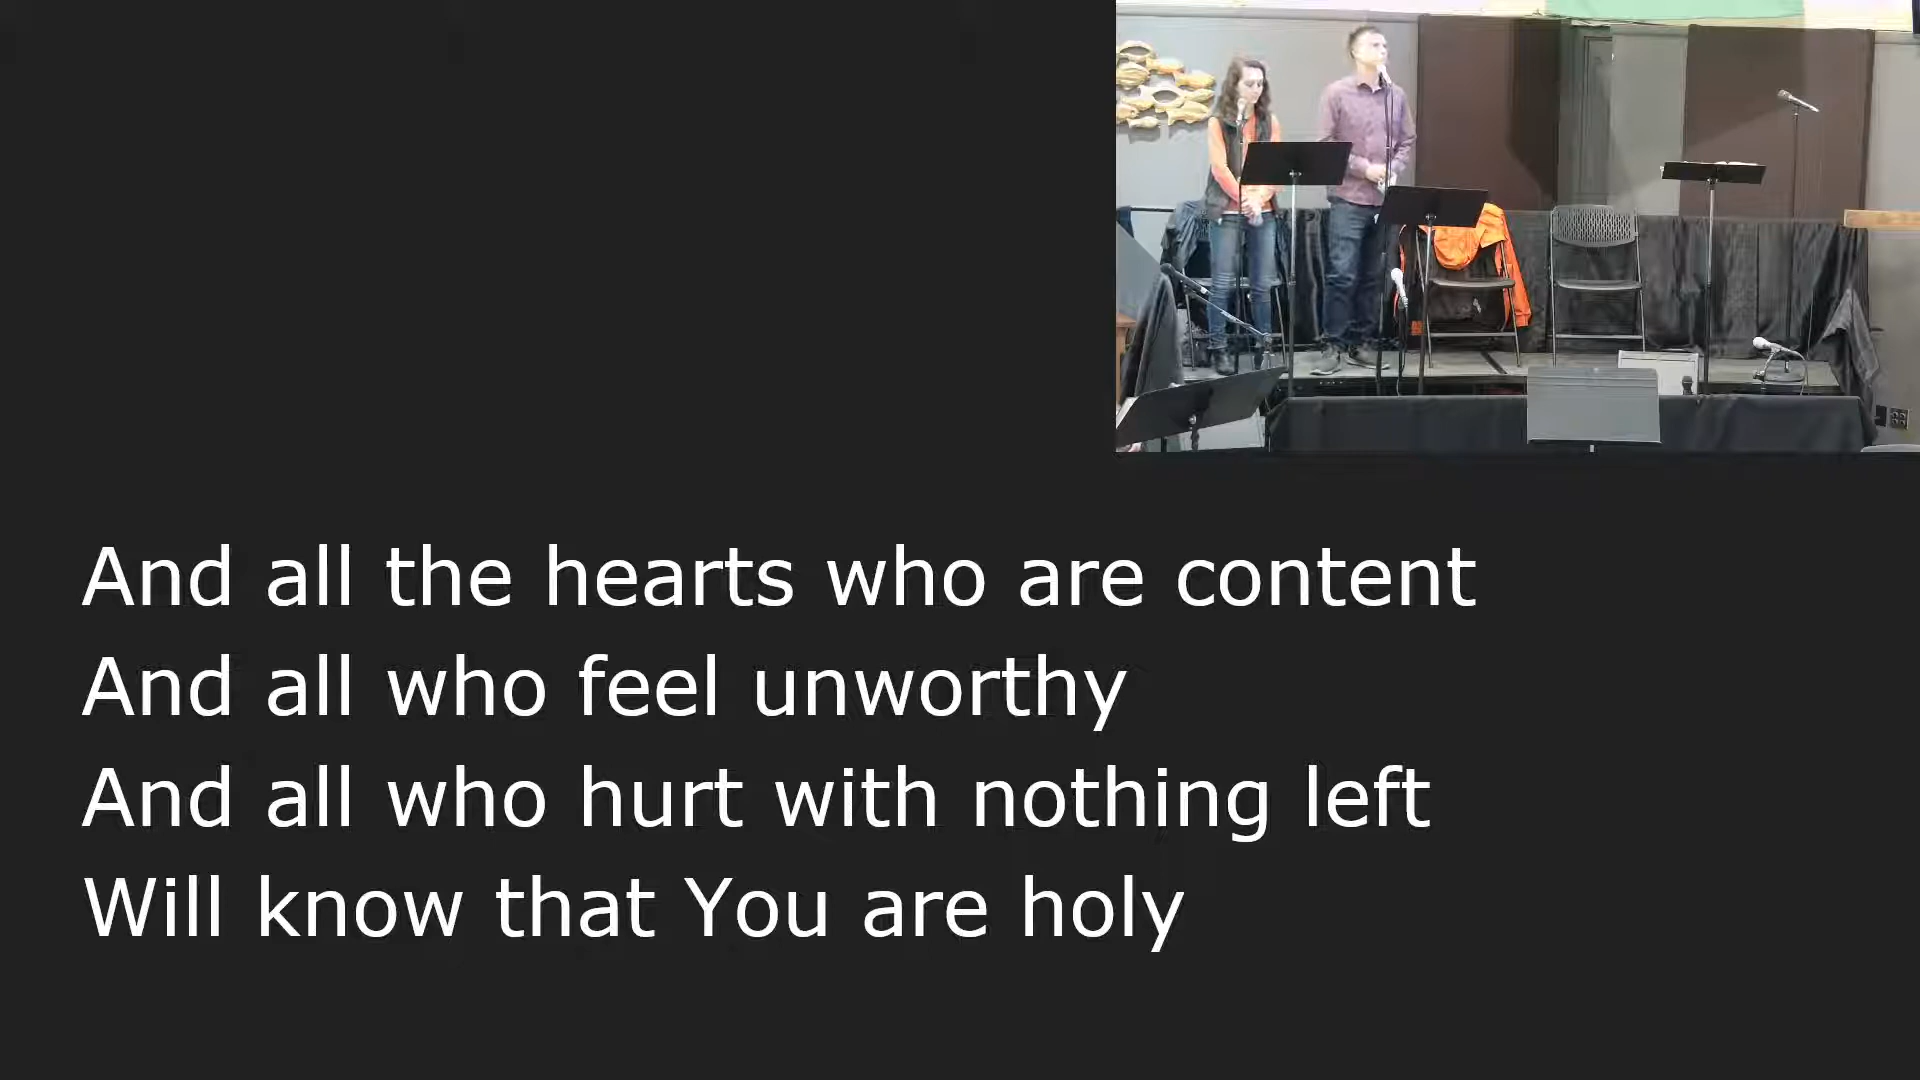 And all the hearts who are content
And all who feel unworthy
And all who hurt with nothing left
Will know that You are holy